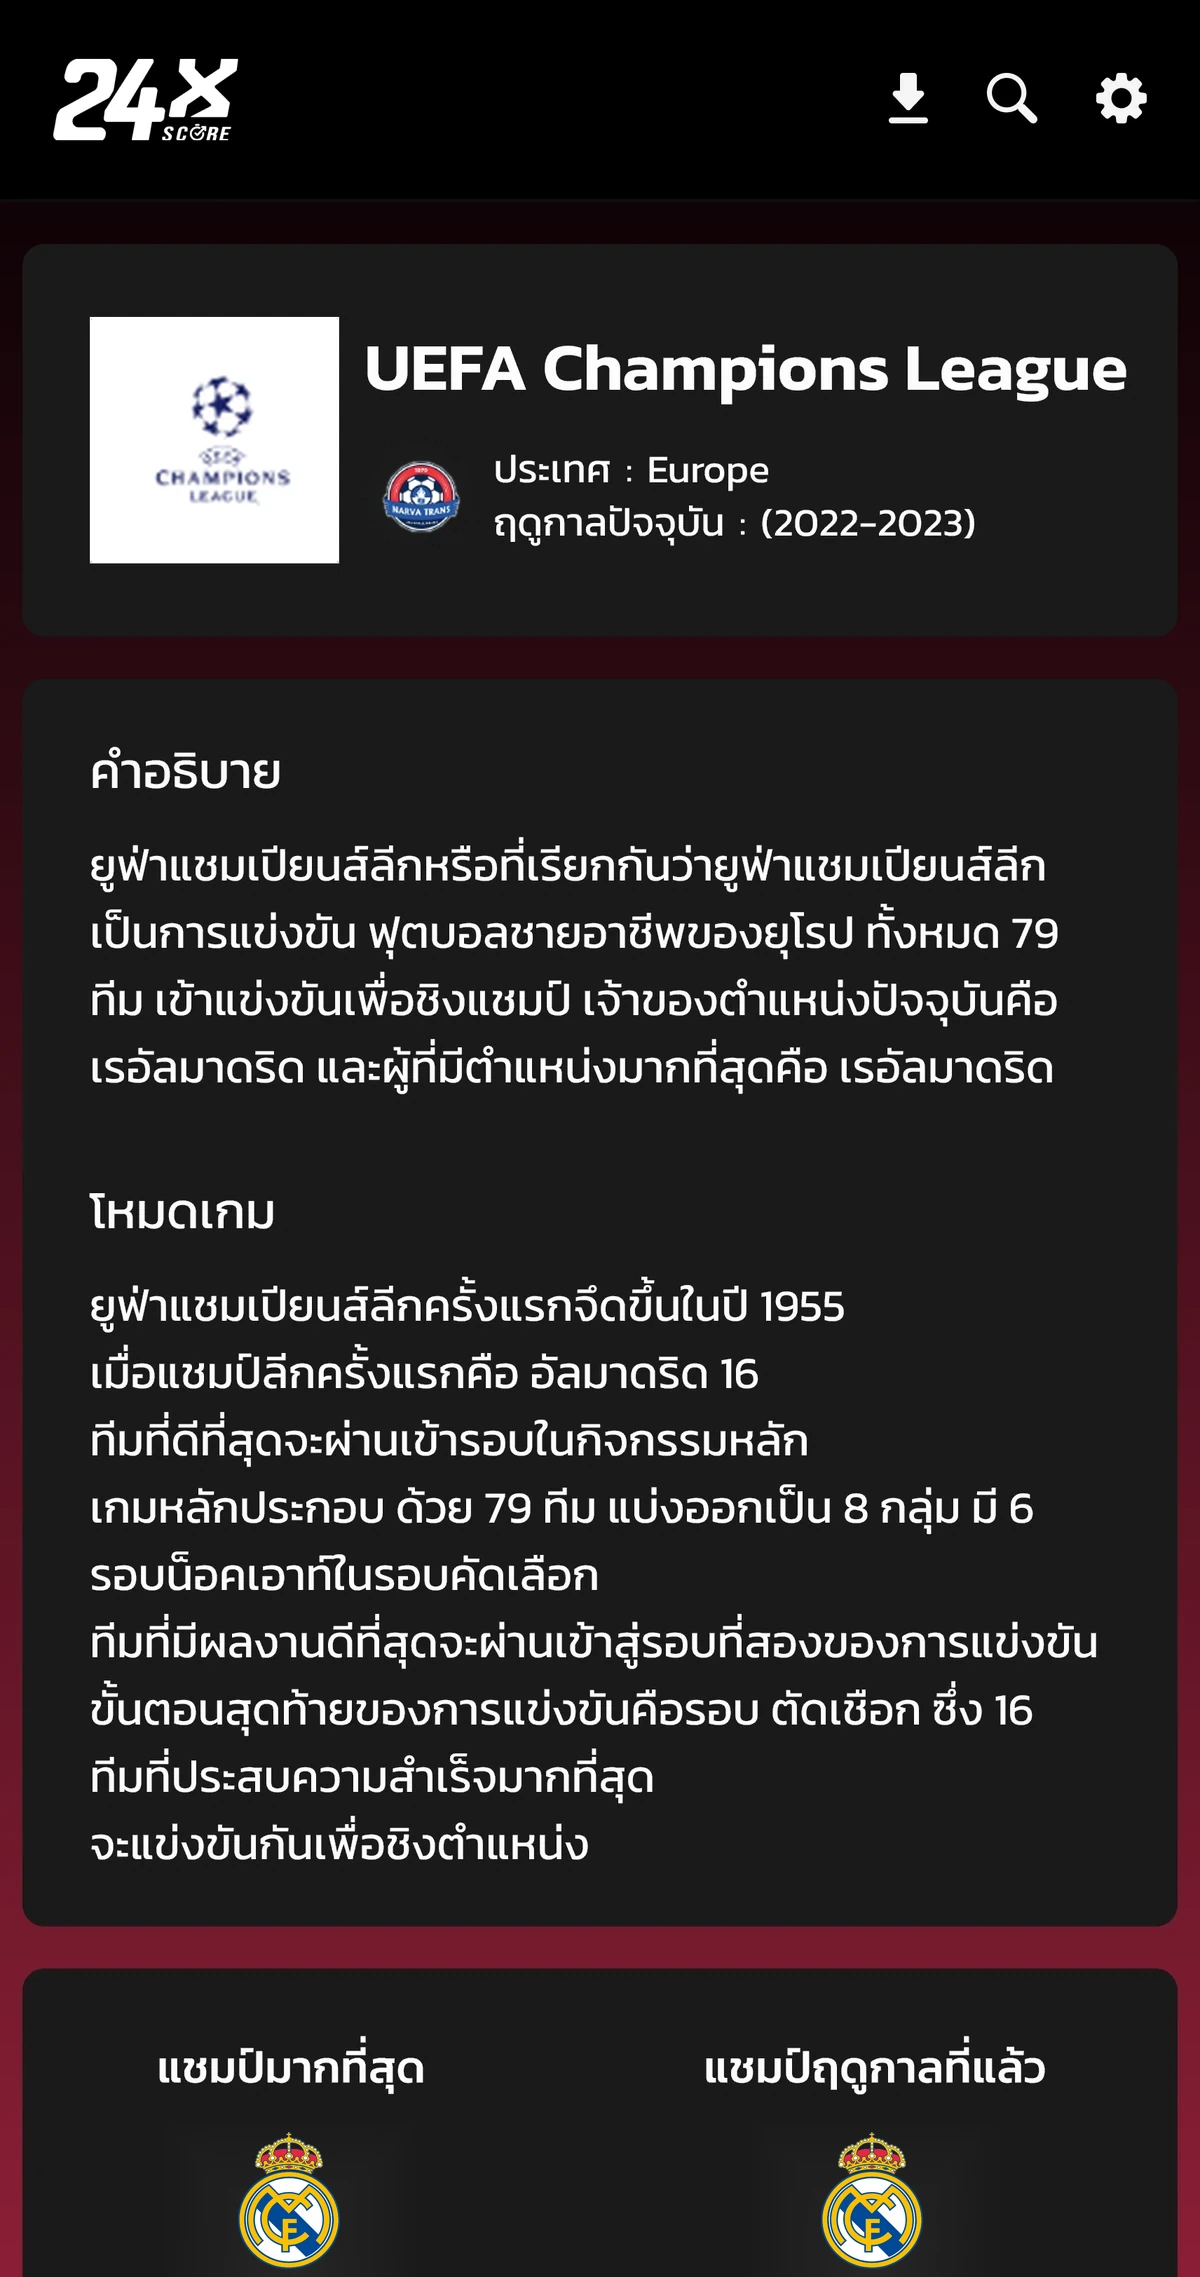 24X
SCORE
UEFA Champions League
CHAMPIONS
LEAGUE
NARVA TRANS
ประเทศ : Europe
ฤดูกาลปัจจุบัน : (2022-2023)
คำอธิบาย
ยูฟ่าแชมเปียนส์ลีกหรือที่เรียกกันว่ายูฟ่าแชมเปียนส์ลีก
เป็นการแข่งขัน ฟุตบอลชายอาชีพของยุโรป ทั้งหมด 79
ทีม เข้าแข่งขันเพื่อชิงแชมป์ เจ้าของตำแหน่งปัจจุบันคือ
เรอัลมาดริด และผู้ที่มีตำแหน่งมากที่สุดคือ เรอัลมาดริด
โหมดเกม
ยูฟ่าแชมเปียนส์ลีกครั้งแรกจึดขึ้นในปี 1955
เมื่อแชมป์ลีกครั้งแรกคือ อัลมาดริด 16
ทีมที่ดีที่สุดจะผ่านเข้ารอบในกิจกรรมหลัก
เกมหลักประกอบ ด้วย 79 ทีม แบ่งออกเป็น 8 กลุ่ม มี 6
รอบน็อคเอาท์ในรอบคัดเลือก
ทีมที่มีผลงานดีที่สุดจะผ่านเข้าสู่รอบที่สองของการแข่งขัน
ขั้นตอนสุดท้ายของการแข่งขันคือรอบ ตัดเชือก ซึ่ง 16
ทีมที่ประสบความสำเร็จมากที่สุด
จะแข่งขันกันเพื่อชิงตำแหน่ง
แชมป์มากที่สุด
แชมป์ฤดูกาลที่แล้ว